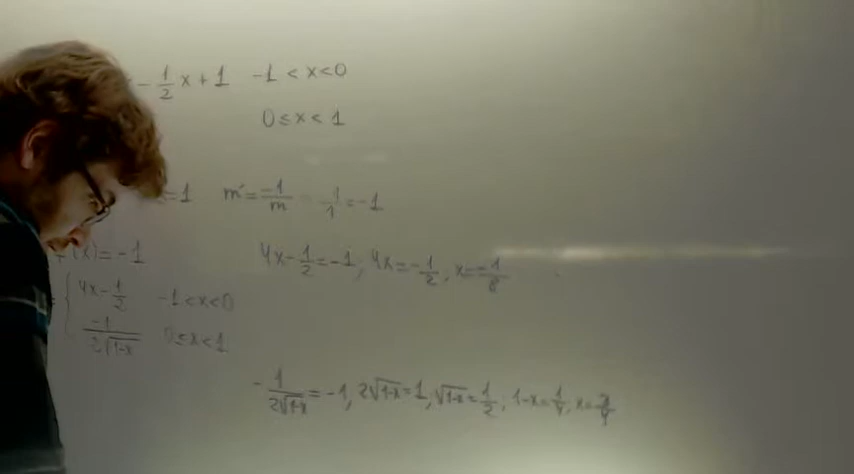 - 1/2 x + 1   -1 < x < 0
0 ≤ x < 1
=1   m' = -1/m = -1/1 = -1
(x) = -1   4x - 1/2 = -1; 4x = -1/2, x = -1/8
{ 4x - 1/2   -1 < x < 0
-1/(2√(1-x))   0 ≤ x < 1
- 1/(2√(1-x)) = -1, 2√(1-x) = 1, √(1-x) = 1/2; 1-x = 1/4, x = 3/4